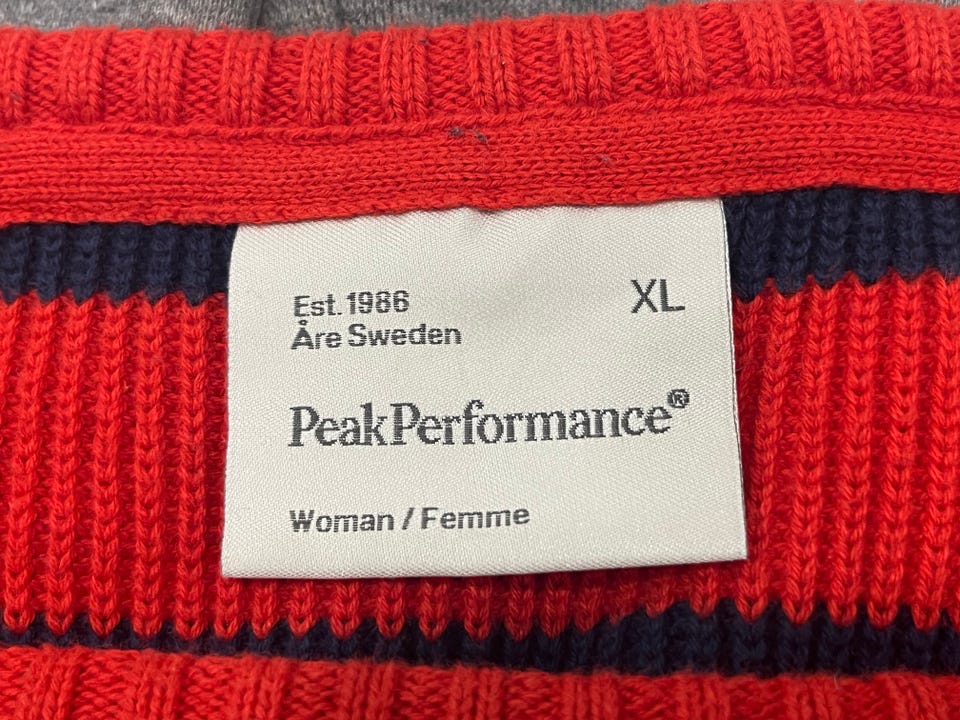 Est. 1986
XL
Åre Sweden
PeakPerformance®
Woman / Femme